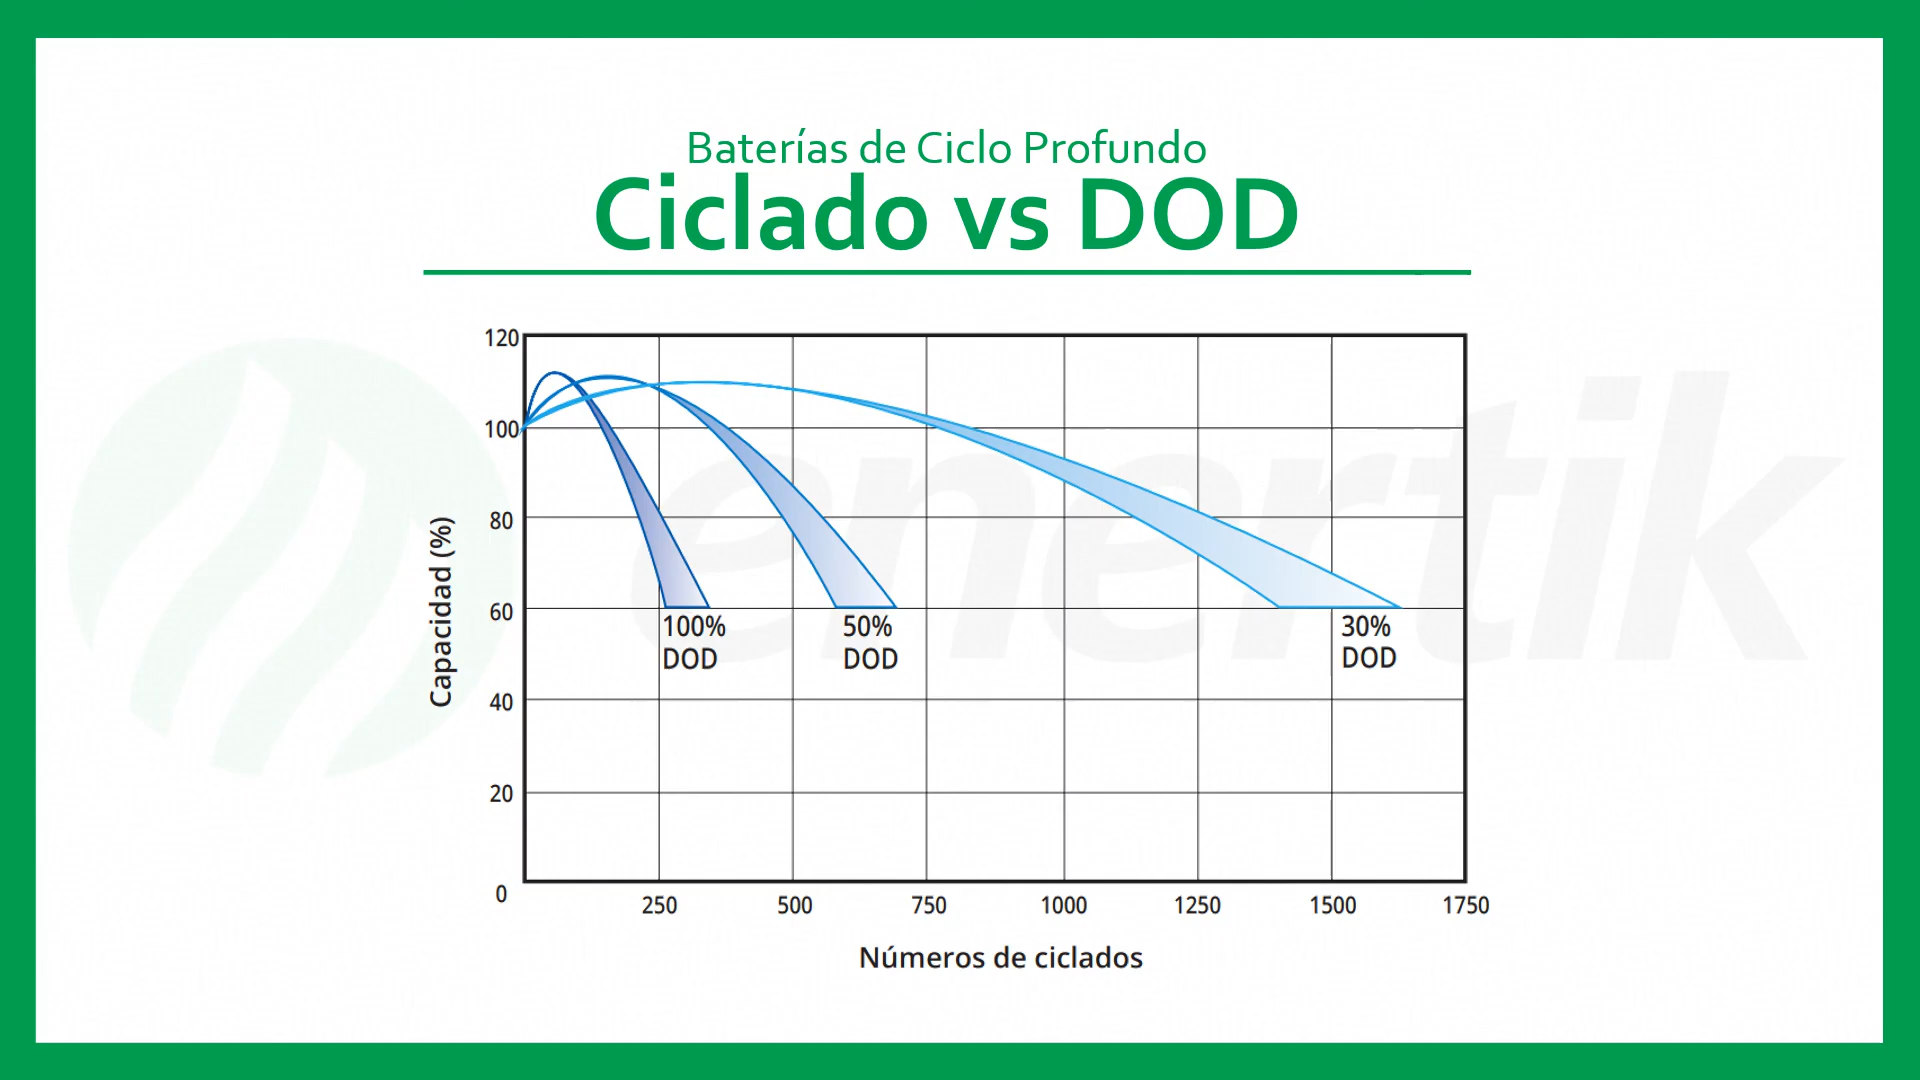 Baterías de Ciclo Profundo
Ciclado vs DOD
120
100
80
60
40
20
0
Capacidad (%)
100%
DOD
50%
DOD
30%
DOD
250
500
750
1000
1250
1500
1750
Números de ciclados
enertik